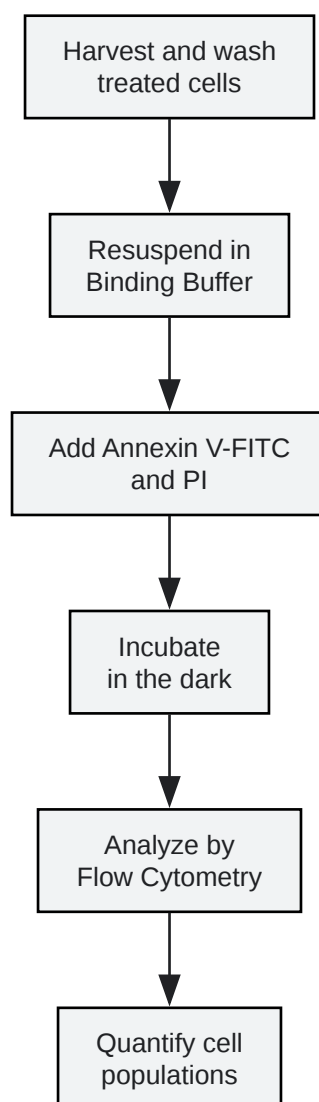 Harvest and wash
treated cells
Resuspend in
Binding Buffer
Add Annexin V-FITC
and PI
Incubate
in the dark
Analyze by
Flow Cytometry
Quantify cell
populations